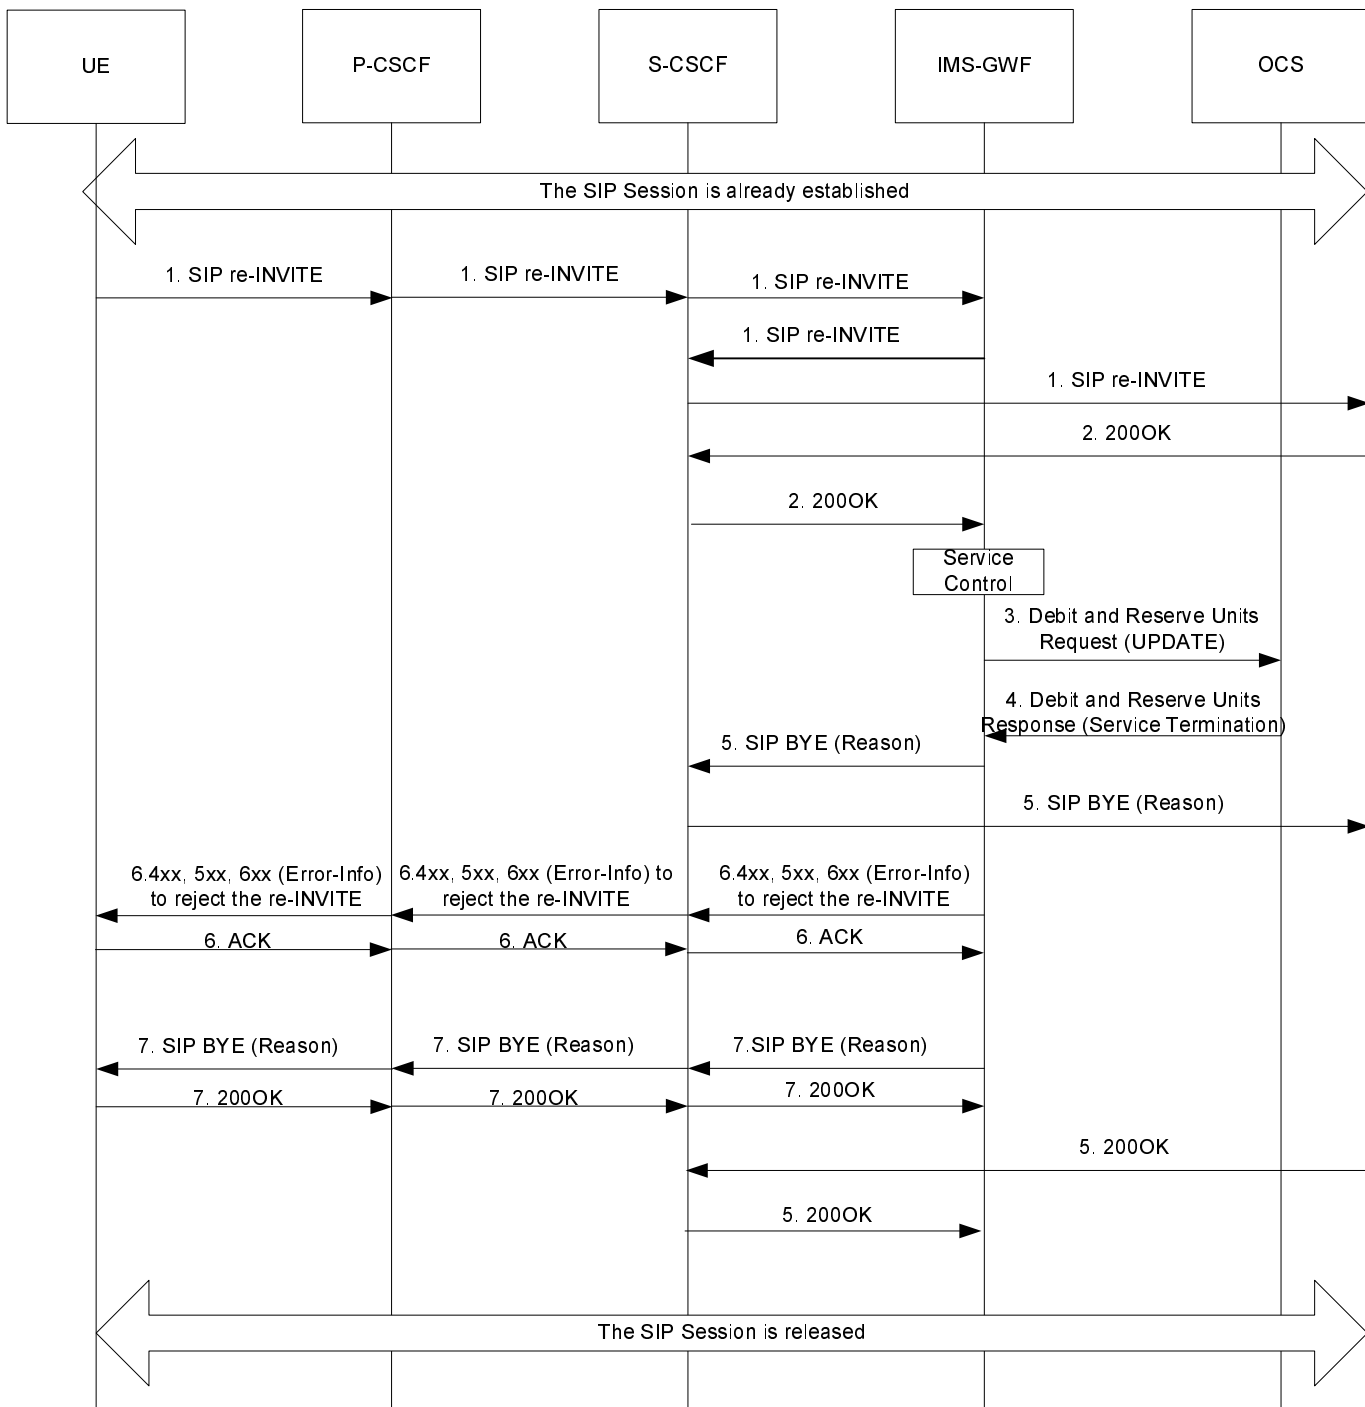 UE
P-CSCF
S-CSCF
IMS-GWF
OCS
The SIP Session is already established
1. SIP re-INVITE
1. SIP re-INVITE
1. SIP re-INVITE
1. SIP re-INVITE
1. SIP re-INVITE
2. 200OK
2. 200OK
Service
Control
3. Debit and Reserve Units
Request (UPDATE)
4. Debit and Reserve Units
Response (Service Termination)
5. SIP BYE (Reason)
5. SIP BYE (Reason)
6.4xx, 5xx, 6xx (Error-Info)
to reject the re-INVITE
6.4xx, 5xx, 6xx (Error-Info) to
reject the re-INVITE
6.4xx, 5xx, 6xx (Error-Info)
to reject the re-INVITE
6. ACK
6. ACK
6. ACK
7. SIP BYE (Reason)
7. SIP BYE (Reason)
7.SIP BYE (Reason)
7. 200OK
7. 200OK
7. 200OK
5. 200OK
5. 200OK
The SIP Session is released